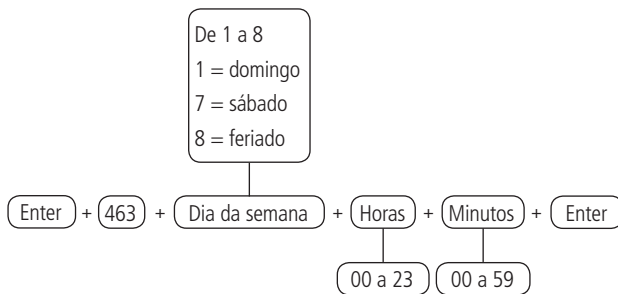 De 1 a 8
1 = domingo
7 = sábado
8 = feriado
Enter + 463 + Dia da semana + Horas + Minutos + Enter
00 a 23 00 a 59